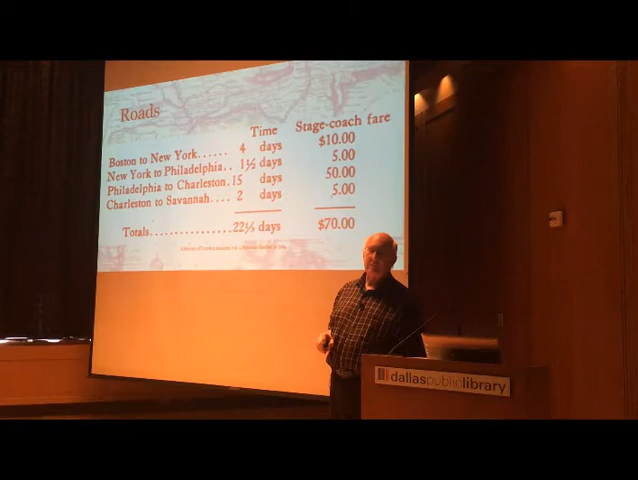 Roads
Time Stage-coach fare
Boston to New York...... 4 days $10.00
New York to Philadelphia.. 1½ days 5.00
Philadelphia to Charleston.15 days 50.00
Charleston to Savannah.... 2 days 5.00
Totals................22½ days $70.00
dallaspubliclibrary